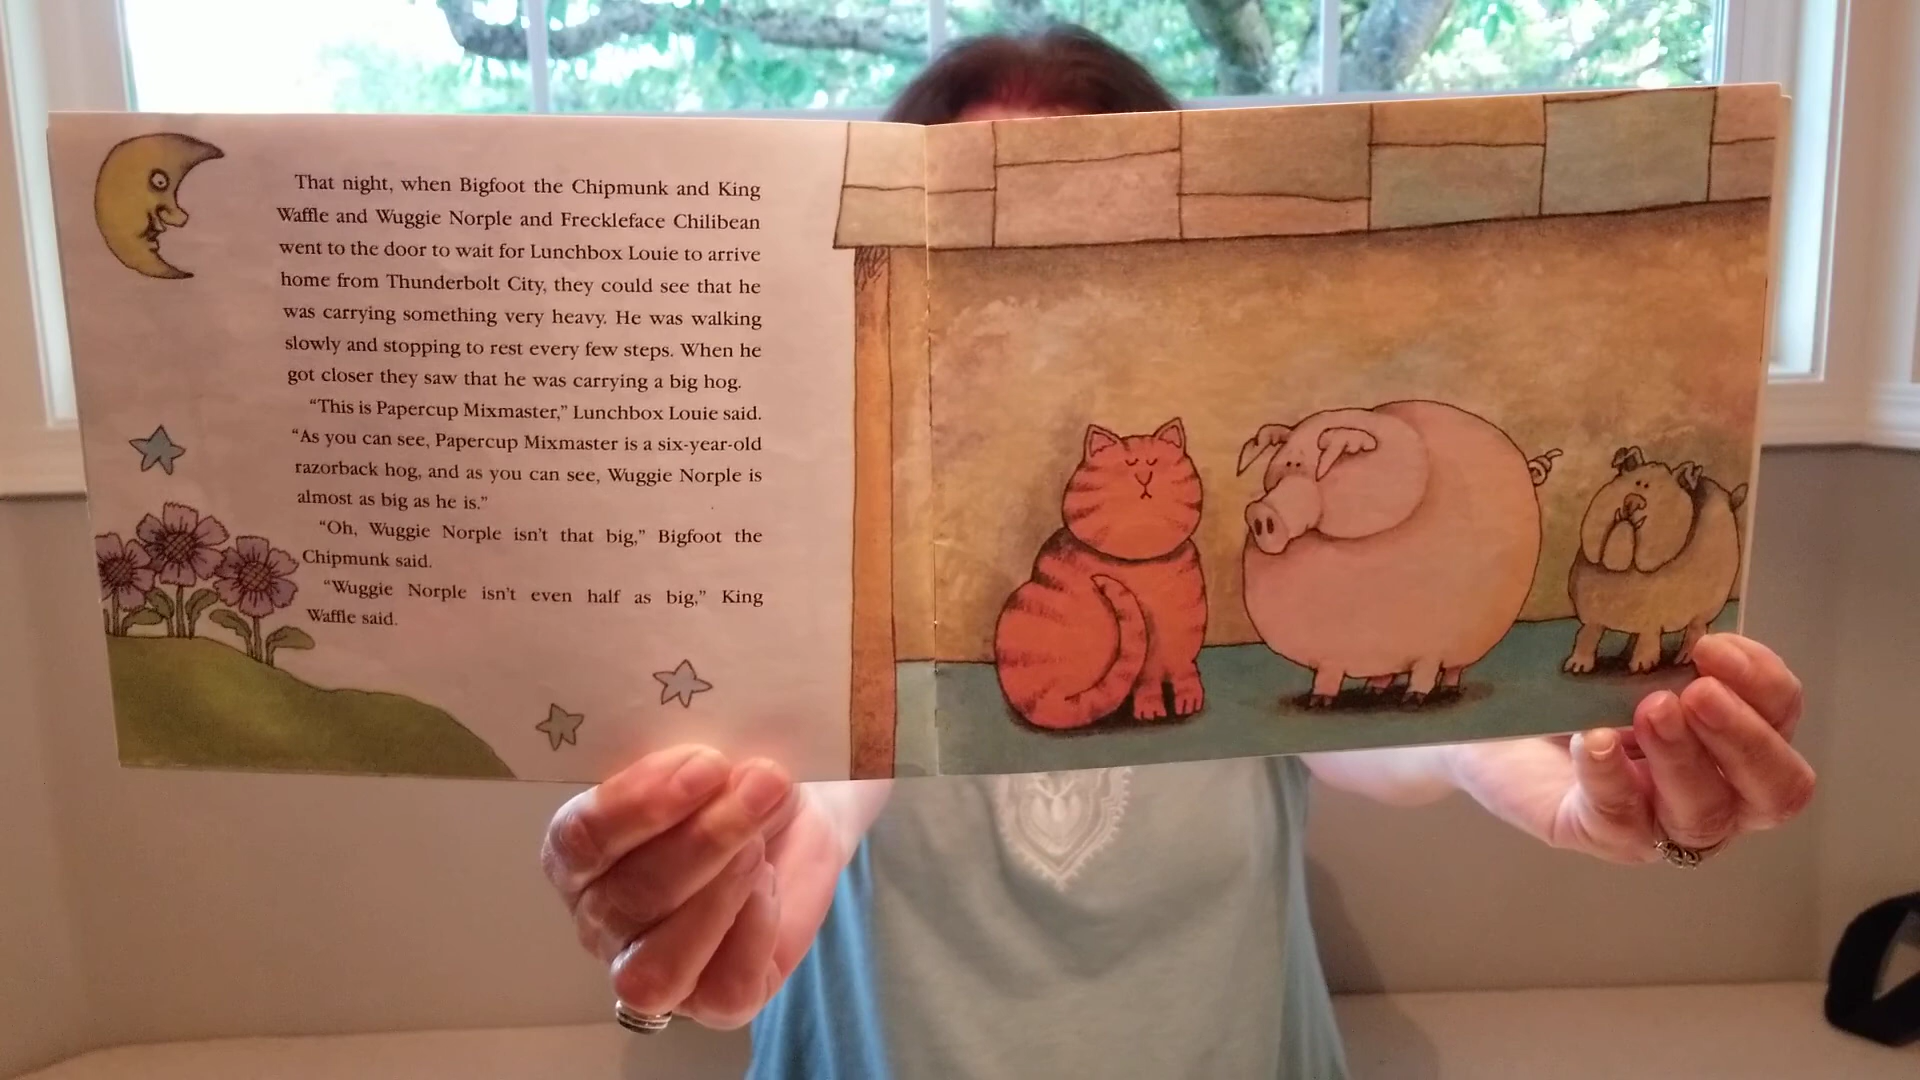 That night, when Bigfoot the Chipmunk and King
Waffle and Wuggie Norple and Freckleface Chilibean
went to the door to wait for Lunchbox Louie to arrive
home from Thunderbolt City, they could see that he
was carrying something very heavy. He was walking
slowly and stopping to rest every few steps. When he
got closer they saw that he was carrying a big hog.
“This is Papercup Mixmaster,” Lunchbox Louie said.
“As you can see, Papercup Mixmaster is a six-year-old
razorback hog, and as you can see, Wuggie Norple is
almost as big as he is.”
“Oh, Wuggie Norple isn't that big,” Bigfoot the
Chipmunk said.
“Wuggie Norple isn't even half as big,” King
Waffle said.